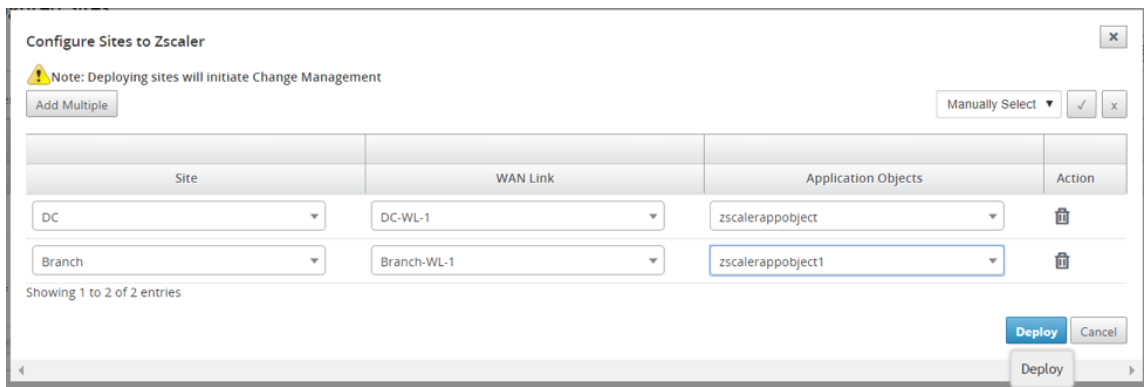 Configure Sites to Zscaler
x
Note: Deploying sites will initiate Change Management
Add Multiple
Manually Select ▼ ✓ x
Site WAN Link Application Objects Action
DC DC-WL-1 zscalerappobject
Branch Branch-WL-1 zscalerappobject1
Showing 1 to 2 of 2 entries
Deploy Cancel
Deploy